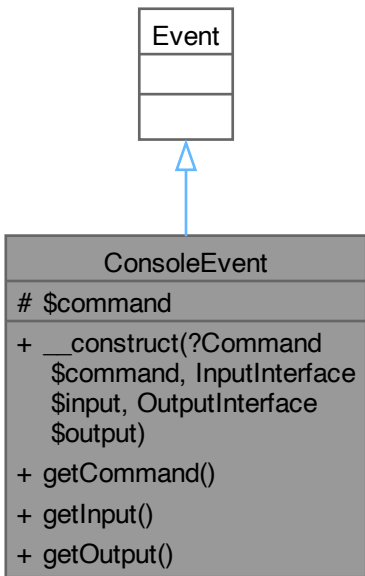 Event
ConsoleEvent
# $command
+ __construct(?Command
$command, InputInterface
$input, OutputInterface
$output)
+ getCommand()
+ getInput()
+ getOutput()